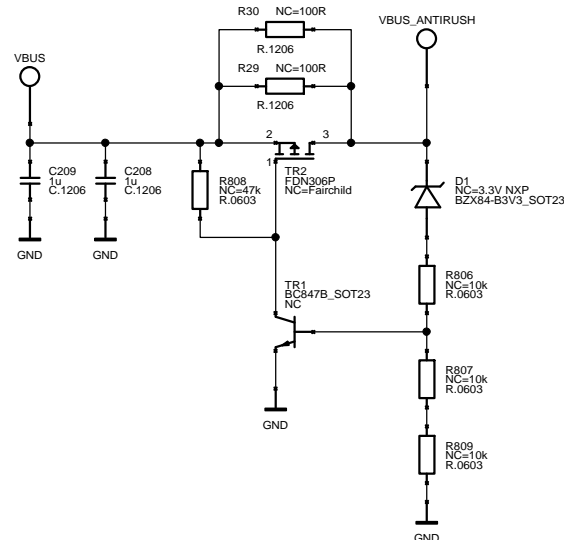 R30 NC=100R
R.1206
VBUS_ANTIRUSH
VBUS
R29 NC=100R
R.1206
2 3
1
C209
1u
C.1206
C208
1u
C.1206
R808
NC=47k
R.0603
TR2
FDN306P
NC=Fairchild
D1
NC=3.3V NXP
BZX84-B3V3_SOT23
GND
GND
R806
NC=10k
R.0603
TR1
BC847B_SOT23
NC
R807
NC=10k
R.0603
GND
R809
NC=10k
R.0603
GND